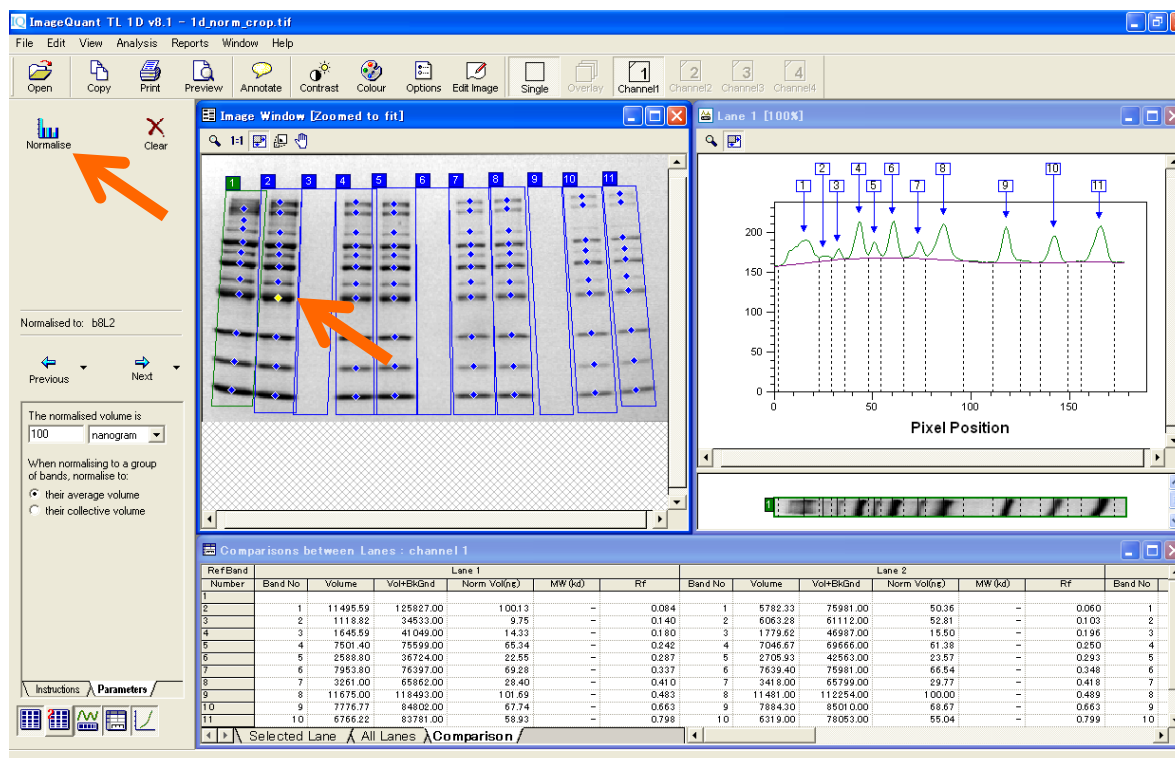 ImageQuant TL 1D v8.1 - 1d_norm_crop.tif
File Edit View Analysis Reports Window Help
Open Copy Print Preview Annotate Contrast Colour Options Edit Image Single Overlay Channel1 Channel2 Channel3 Channel4
Normalise Clear
Normalised to: b8L2
Previous Next
The normalised volume is
100 nanogram
When normalising to a group
of bands, normalise to:
their average volume
their collective volume
Instructions Parameters
Image Window [Zoomed to fit]
1:1
1 2 3 4 5 6 7 8 9 10 11
Lane 1 [100%]
1 2 3 4 5 6 7 8 9 10 11
200
150
100
50
0
0 50 100 150
Pixel Position
1
Comparisons between Lanes : channel 1
RefBand Lane 1 Lane 2
Number Band No Volume Vol+BkGnd Norm Vol(ng) MW (kd) Rf Band No Volume Vol+BkGnd Norm Vol(ng) MW (kd) Rf Band No
1
2 1 11495.59 125827.00 100.13 - 0.084 1 5782.33 75981.00 50.36 - 0.060 1
3 2 1118.82 34533.00 9.75 - 0.140 2 6063.28 61112.00 52.81 - 0.103 2
4 3 1645.59 41049.00 14.33 - 0.180 3 1779.62 46987.00 15.50 - 0.196 3
5 4 7501.40 75599.00 65.34 - 0.242 4 7046.67 69666.00 61.38 - 0.250 4
6 5 2588.80 36724.00 22.55 - 0.287 5 2705.93 42563.00 23.57 - 0.293 5
7 6 7953.80 76397.00 69.28 - 0.337 6 7639.40 75981.00 66.54 - 0.348 6
8 7 3261.00 65862.00 28.40 - 0.410 7 3418.00 65799.00 29.77 - 0.418 7
9 8 11675.00 118493.00 101.69 - 0.483 8 11481.00 112254.00 100.00 - 0.489 8
10 9 7776.77 84802.00 67.74 - 0.663 9 7884.30 85010.00 68.67 - 0.663 9
11 10 6766.22 83781.00 58.93 - 0.798 10 6319.00 78053.00 55.04 - 0.799 10
Selected Lane All Lanes Comparison